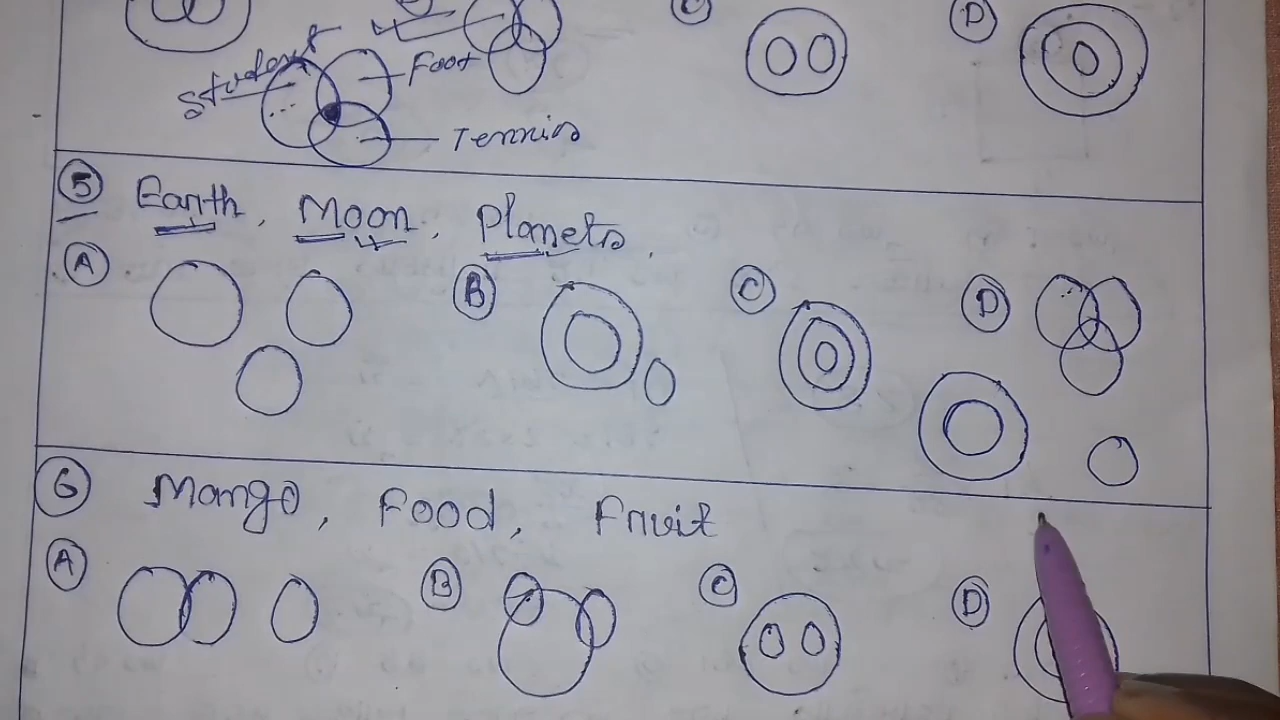 C D
Student Foot
Tennis
5 Earth, Moon, Planets.
A B C D
6 Mango, Food, Fruit
A B C D